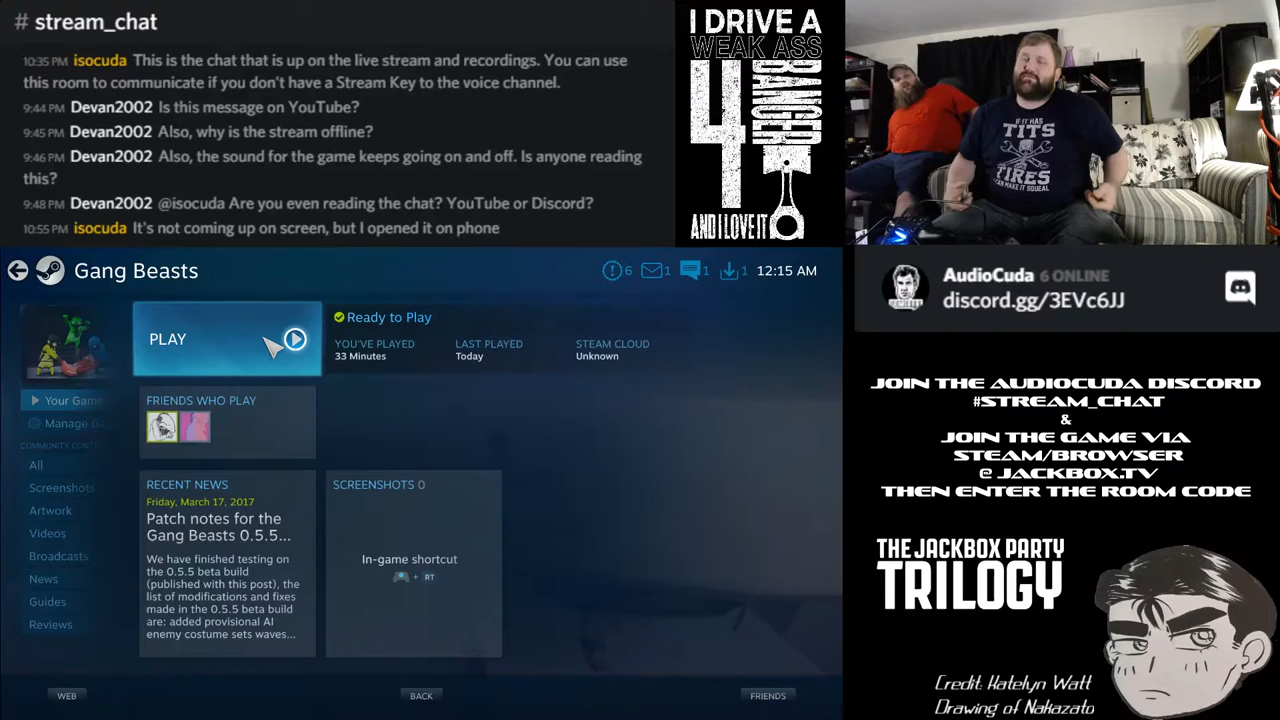 # stream_chat
10:35 PM isocuda This is the chat that is up on the live stream and recordings. You can use
this room to communicate if you don't have a Stream Key to the voice channel.
9:44 PM Devan2002 Is this message on YouTube?
9:45 PM Devan2002 Also, why is the stream offline?
9:46 PM Devan2002 Also, the sound for the game keeps going on and off. Is anyone reading
this?
9:48 PM Devan2002 @isocuda Are you even reading the chat? YouTube or Discord?
10:55 PM isocuda It's not coming up on screen, but I opened it on phone
I DRIVE A
WEAK ASS
4
RANGER
AND I LOVE IT
IF IT HAS
TITS
TIRES
I CAN MAKE IT SQUEAL
Gang Beasts
6 1 1 1 12:15 AM
PLAY
Ready to Play
YOU'VE PLAYED LAST PLAYED STEAM CLOUD
33 Minutes Today Unknown
Your Game
Manage G
COMMUNITY CONT
All
Screenshots
Artwork
Videos
Broadcasts
News
Guides
Reviews
FRIENDS WHO PLAY
RECENT NEWS
Friday, March 17, 2017
Patch notes for the
Gang Beasts 0.5.5...
We have finished testing on
the 0.5.5 beta build
(published with this post), the
list of modifications and fixes
made in the 0.5.5 beta build
are: added provisional AI
enemy costume sets waves...
SCREENSHOTS 0
In-game shortcut
+ RT
WEB BACK FRIENDS
AudioCuda 6 ONLINE
discord.gg/3EVc6JJ
JOIN THE AUDIOCUDA DISCORD
#STREAM_CHAT
&
JOIN THE GAME VIA
STEAM/BROWSER
@ JACKBOX.TV
THEN ENTER THE ROOM CODE
THE JACKBOX PARTY
TRILOGY
Credit: Katelyn Watt
Drawing of Nakazato